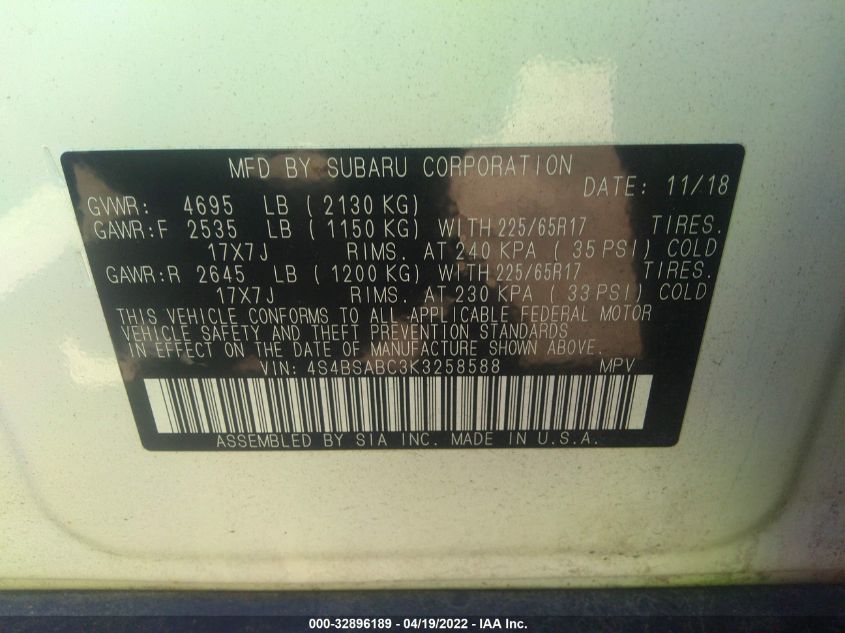 MFD BY SUBARU CORPORATION
DATE: 11/18
GVWR: 4695 LB ( 2130 KG)
GAWR:F 2535 LB ( 1150 KG) WITH 225/65R17 TIRES.
17X7J RIMS. AT 240 KPA ( 35 PSI) COLD
GAWR:R 2645 LB ( 1200 KG) WITH 225/65R17 TIRES.
17X7J RIMS. AT 230 KPA ( 33 PSI) COLD
THIS VEHICLE CONFORMS TO ALL APPLICABLE FEDERAL MOTOR
VEHICLE SAFETY AND THEFT PREVENTION STANDARDS
IN EFFECT ON THE DATE OF MANUFACTURE SHOWN ABOVE.
VIN: 4S4BSABC3K3258588 MPV
ASSEMBLED BY SIA INC. MADE IN U.S.A.
000-32896189 - 04/19/2022 - IAA Inc.